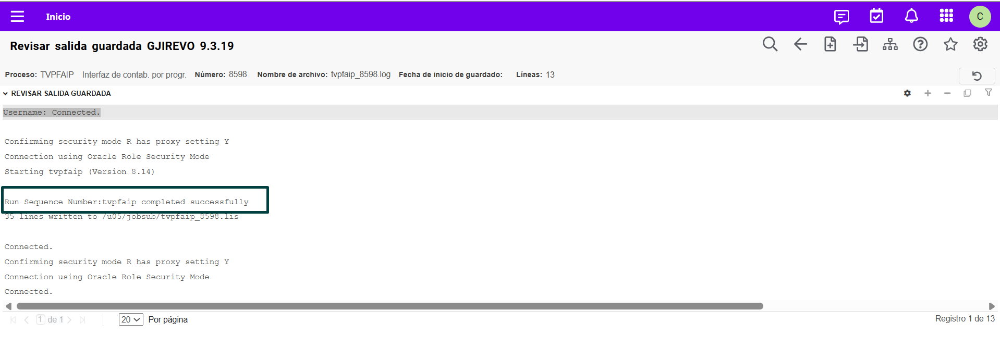 Inicio
C
Revisar salida guardada GJIREVO 9.3.19
Proceso: TVPFAIP Interfaz de contab. por progr. Número: 8598 Nombre de archivo: tvpfaip_8598.log Fecha de inicio de guardado: Líneas: 13
REVISAR SALIDA GUARDADA
Username: Connected.
Confirming security mode R has proxy setting Y
Connection using Oracle Role Security Mode
Starting tvpfaip (Version 8.14)
Run Sequence Number:tvpfaip completed successfully
35 lines written to /u05/jobsub/tvpfaip_8598.lis
Connected.
Confirming security mode R has proxy setting Y
Connection using Oracle Role Security Mode
Connected.
1 de 1 20 Por página Registro 1 de 13